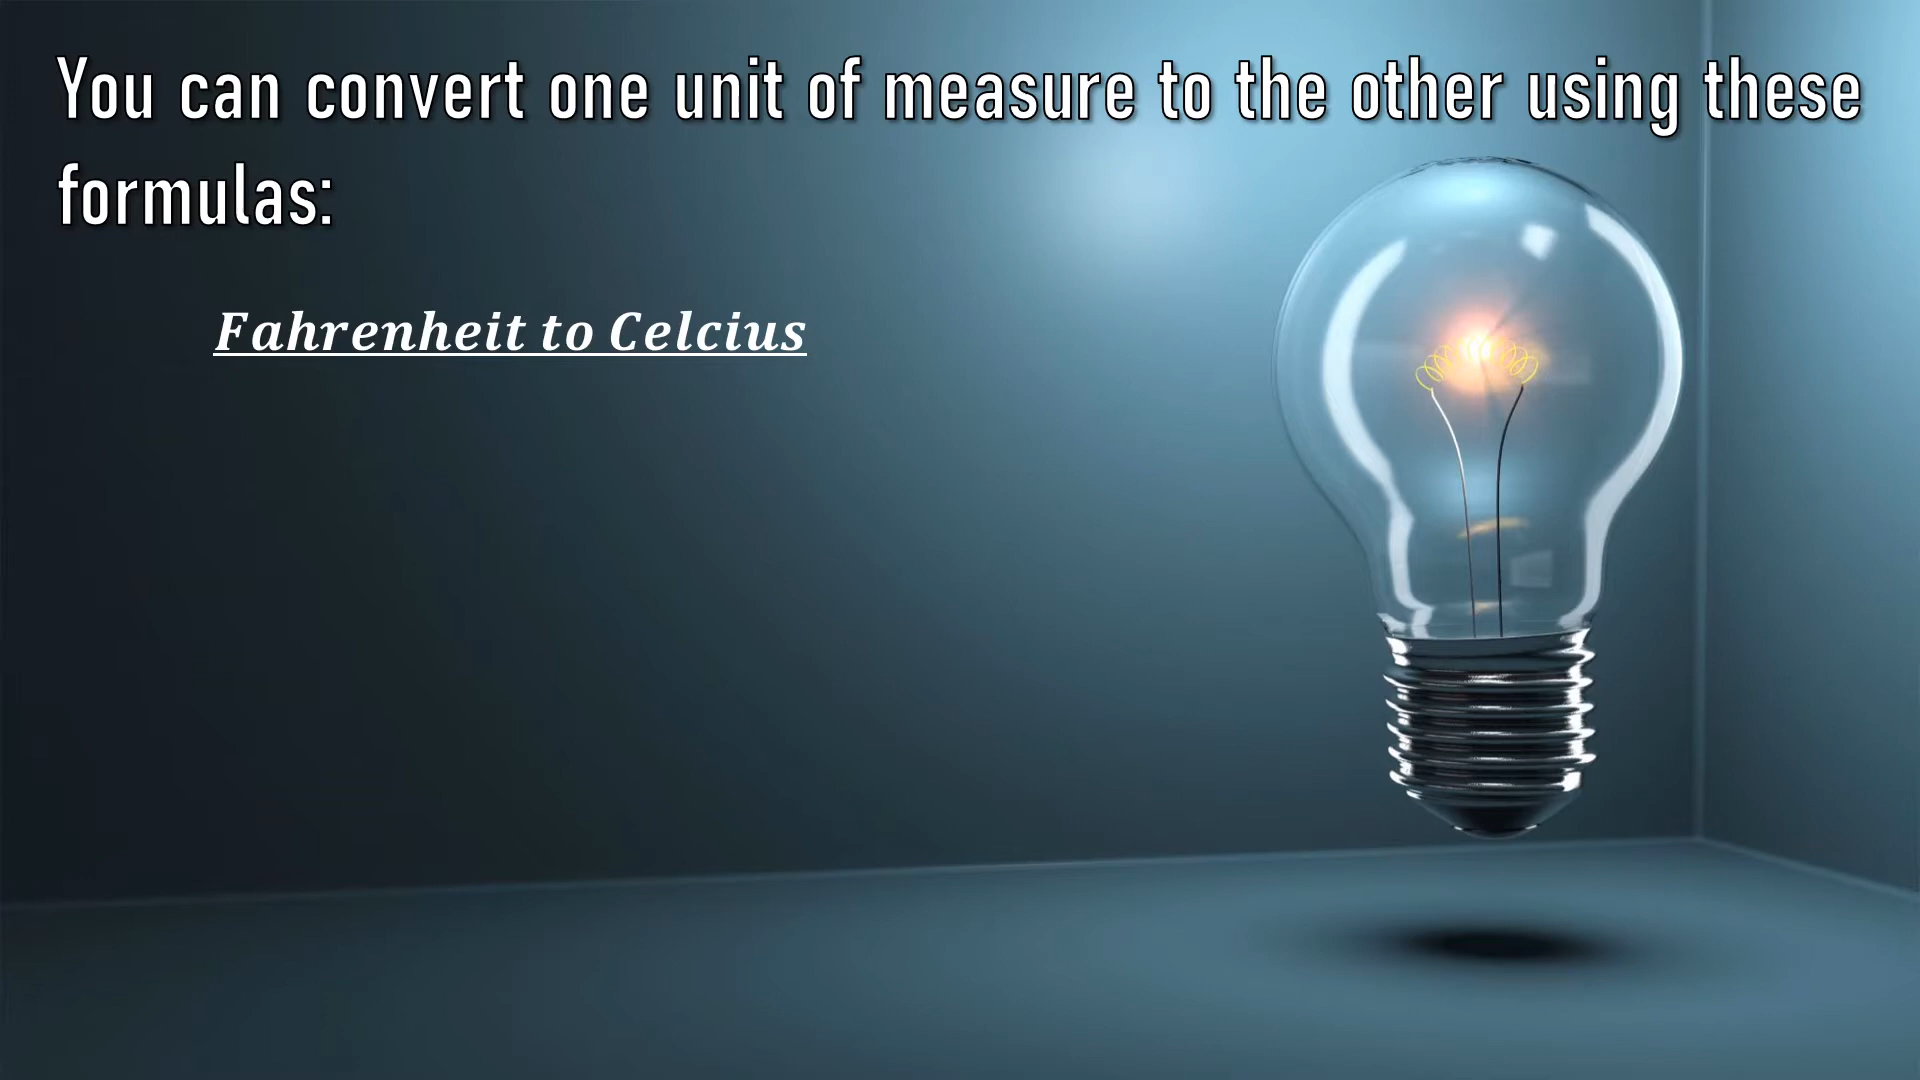 You can convert one unit of measure to the other using these
formulas:
Fahrenheit to Celcius